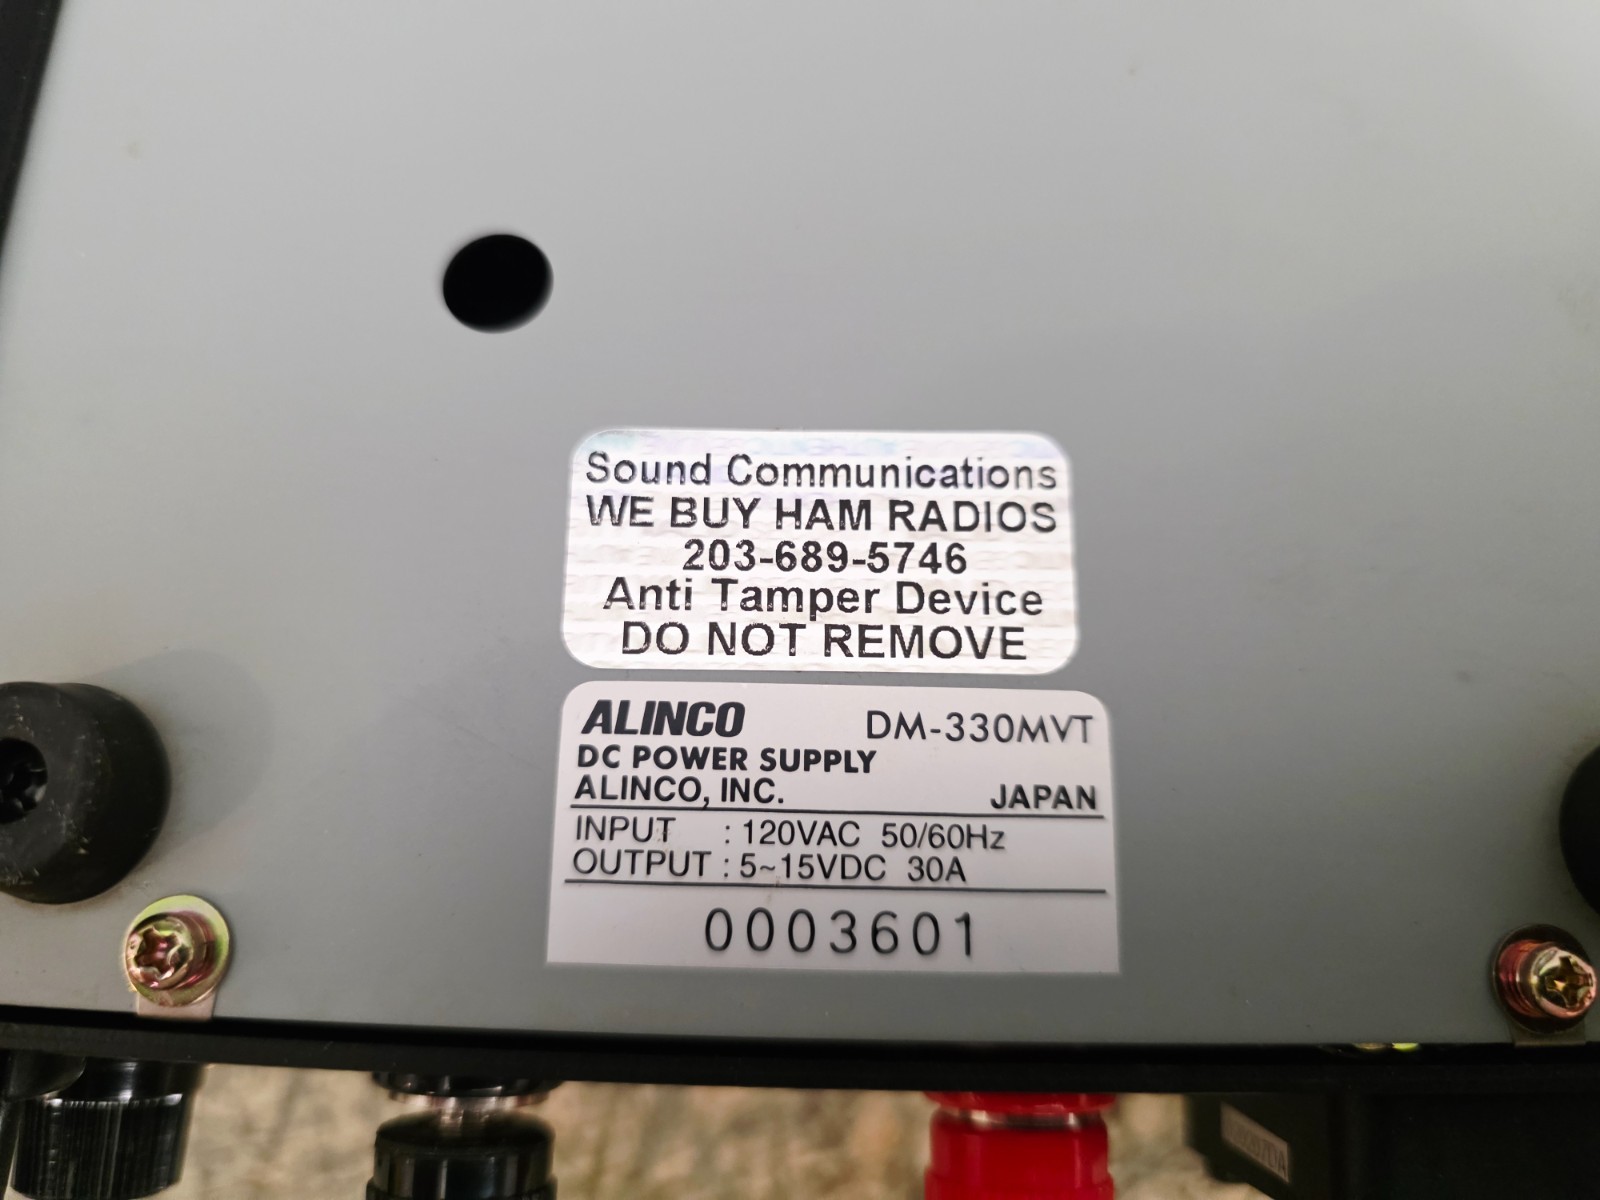 Sound Communications
WE BUY HAM RADIOS
203-689-5746
Anti Tamper Device
DO NOT REMOVE
ALINCO DM-330MVT
DC POWER SUPPLY
ALINCO, INC. JAPAN
INPUT : 120VAC 50/60Hz
OUTPUT : 5~15VDC 30A
0003601